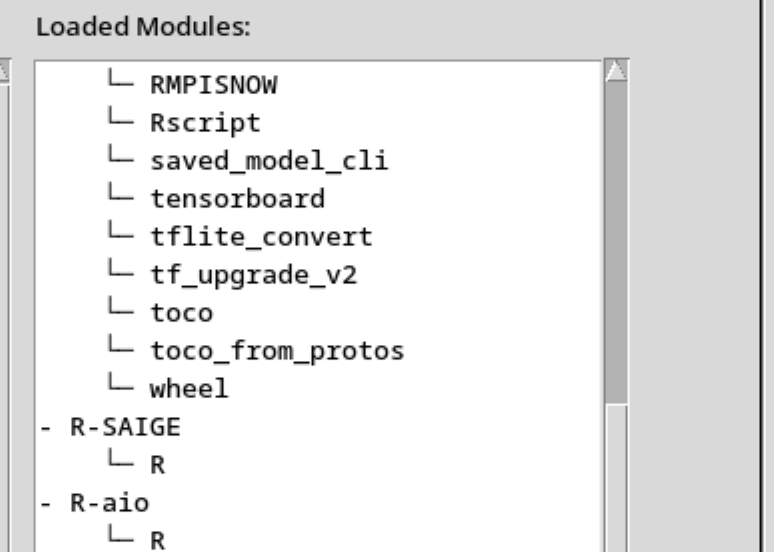 Loaded Modules:
└─ RMPISNOW
└─ Rscript
└─ saved_model_cli
└─ tensorboard
└─ tflite_convert
└─ tf_upgrade_v2
└─ toco
└─ toco_from_protos
└─ wheel
- R-SAIGE
└─ R
- R-aio
└─ R